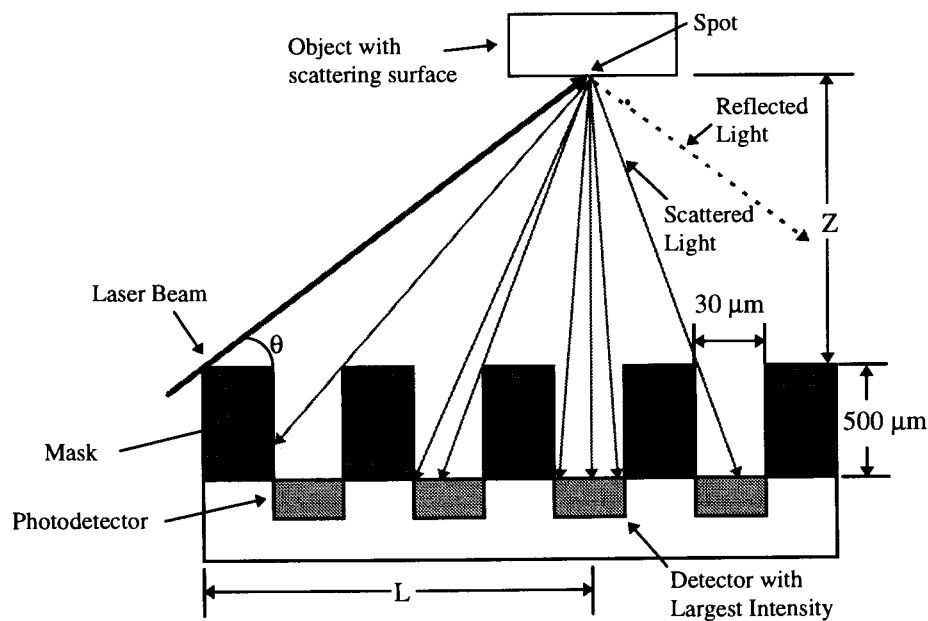 Spot
Object with
scattering surface
Reflected
Light
Scattered
Light
Z
Laser Beam
θ
30 μm
500 μm
Mask
Photodetector
L
Detector with
Largest Intensity